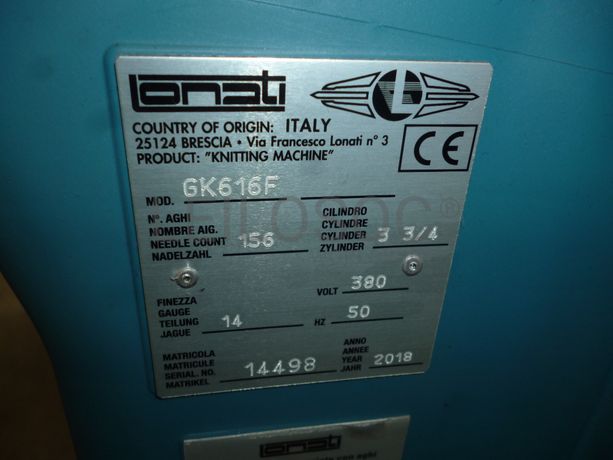 Lonati
L
COUNTRY OF ORIGIN: ITALY
25124 BRESCIA • Via Francesco Lonati n° 3
PRODUCT: "KNITTING MACHINE"
CE
MOD. GK616F
N°. AGHI
NOMBRE AIG.
NEEDLE COUNT 156
NADELZAHL
CILINDRO
CYLINDRE
CYLINDER 3 3/4
ZYLINDER
VOLT 380
FINEZZA
GAUGE
TEILUNG 14
JAGUE
HZ 50
MATRICOLA
MATRICULE
SERIAL. NO. 14498
MATRIKEL
ANNO
ANNEE
YEAR 2018
JAHR
Lonati